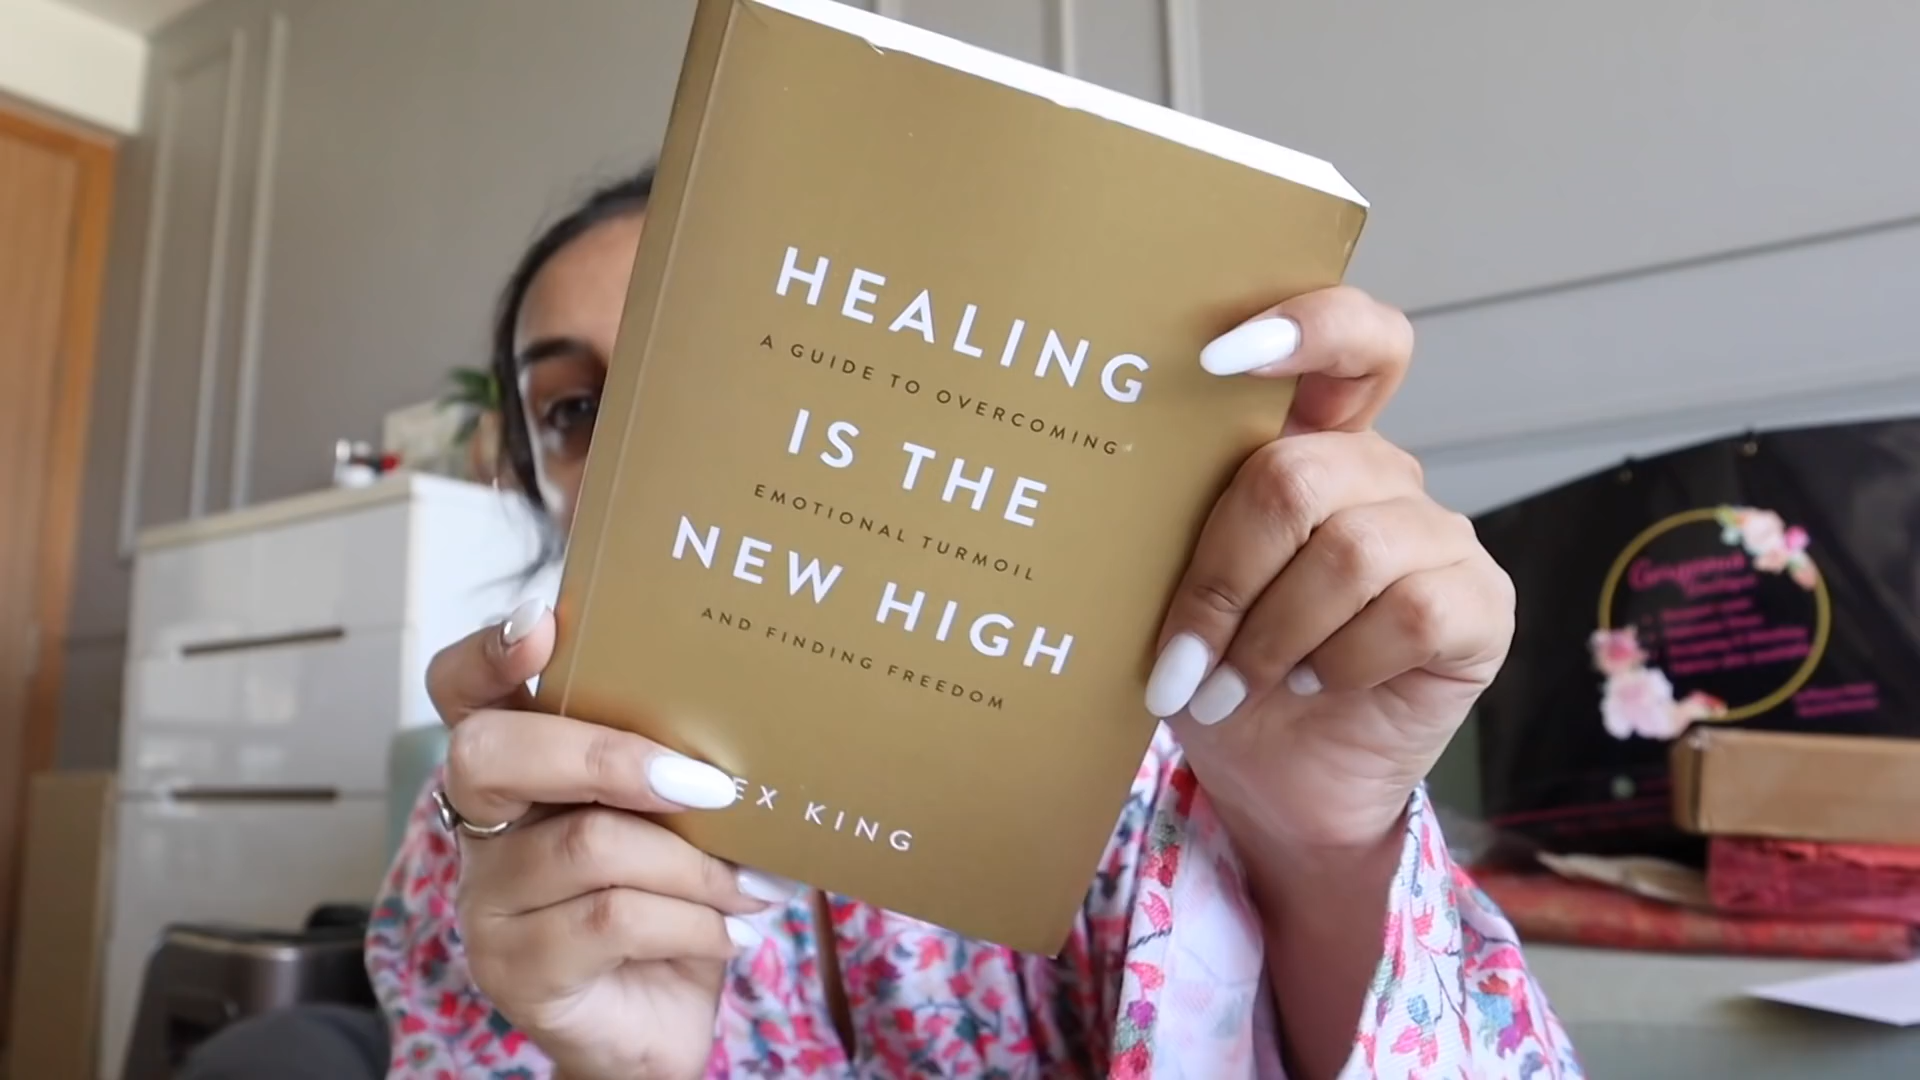 HEALING
A GUIDE TO OVERCOMING
IS THE
EMOTIONAL TURMOIL
NEW HIGH
AND FINDING FREEDOM
EX KING